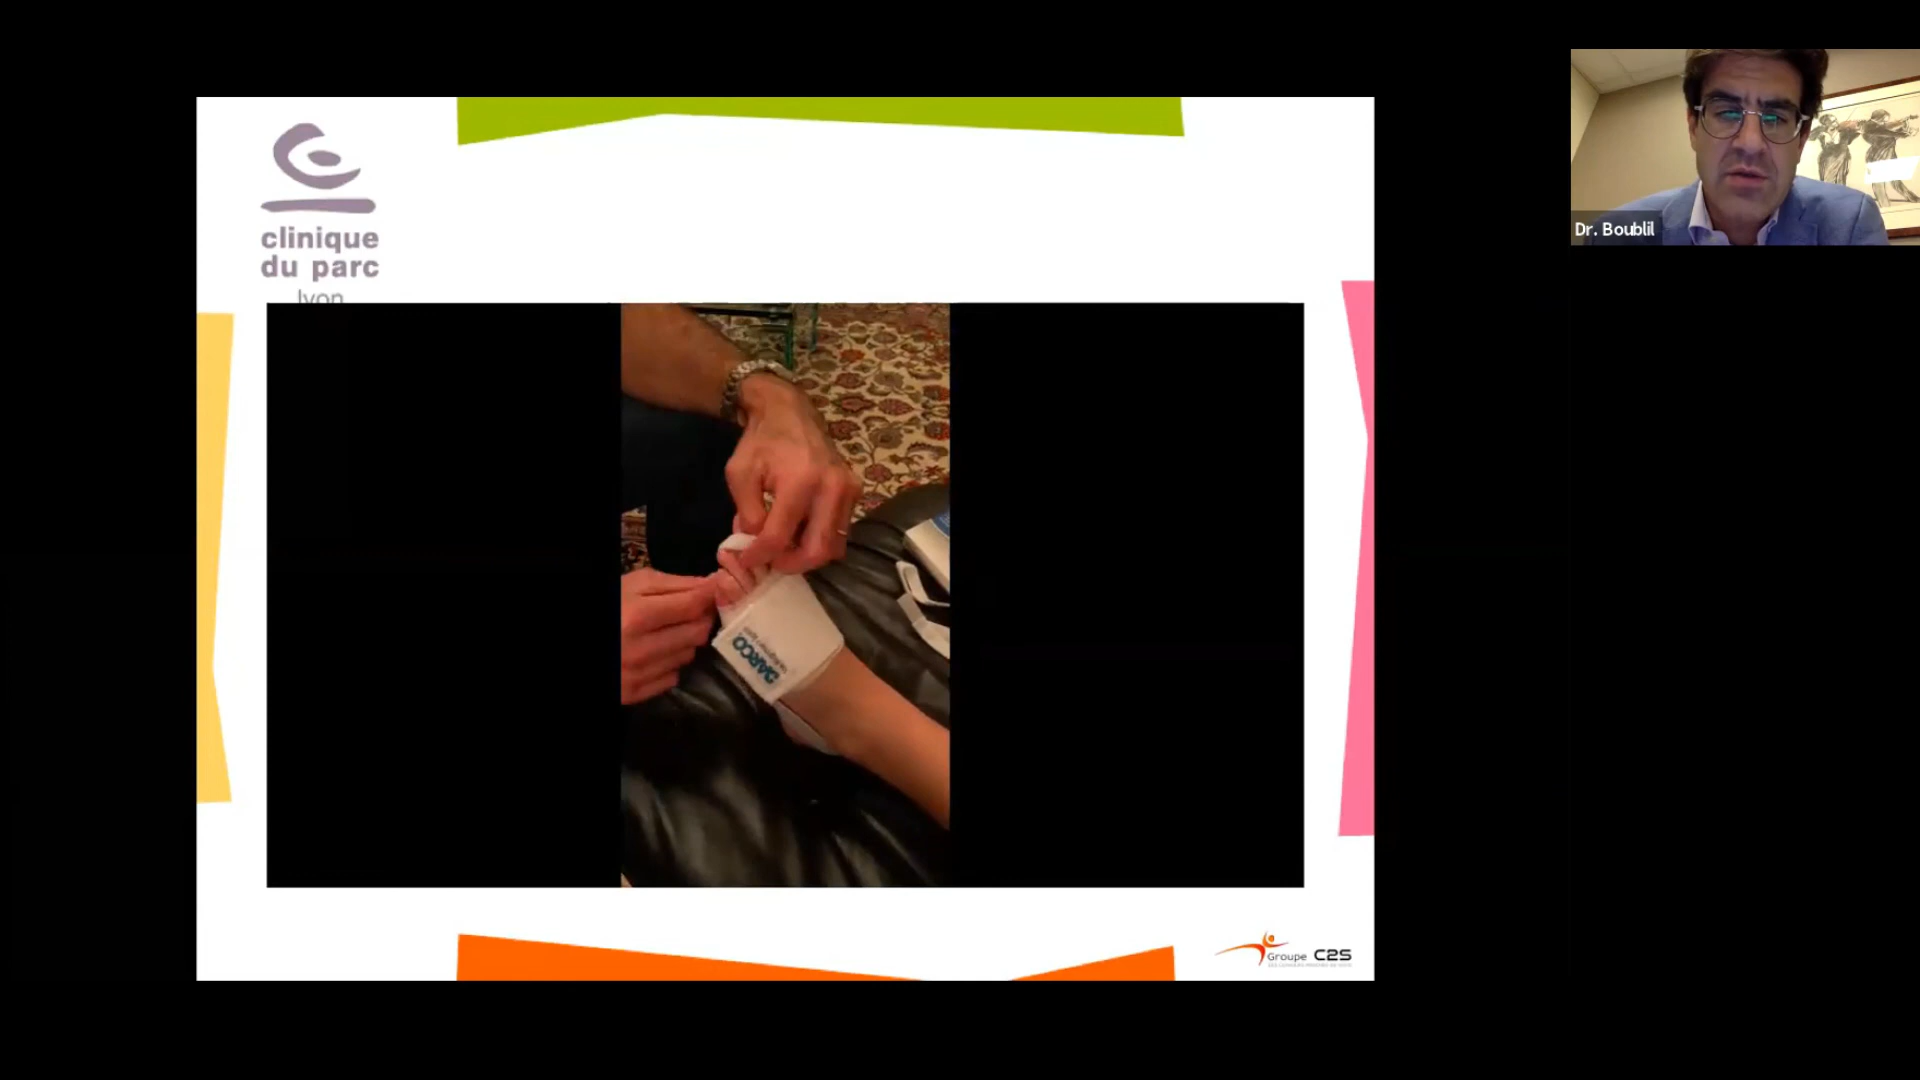 clinique
du parc
lyon
Dr. Boublil
DARCO
Groupe C2S